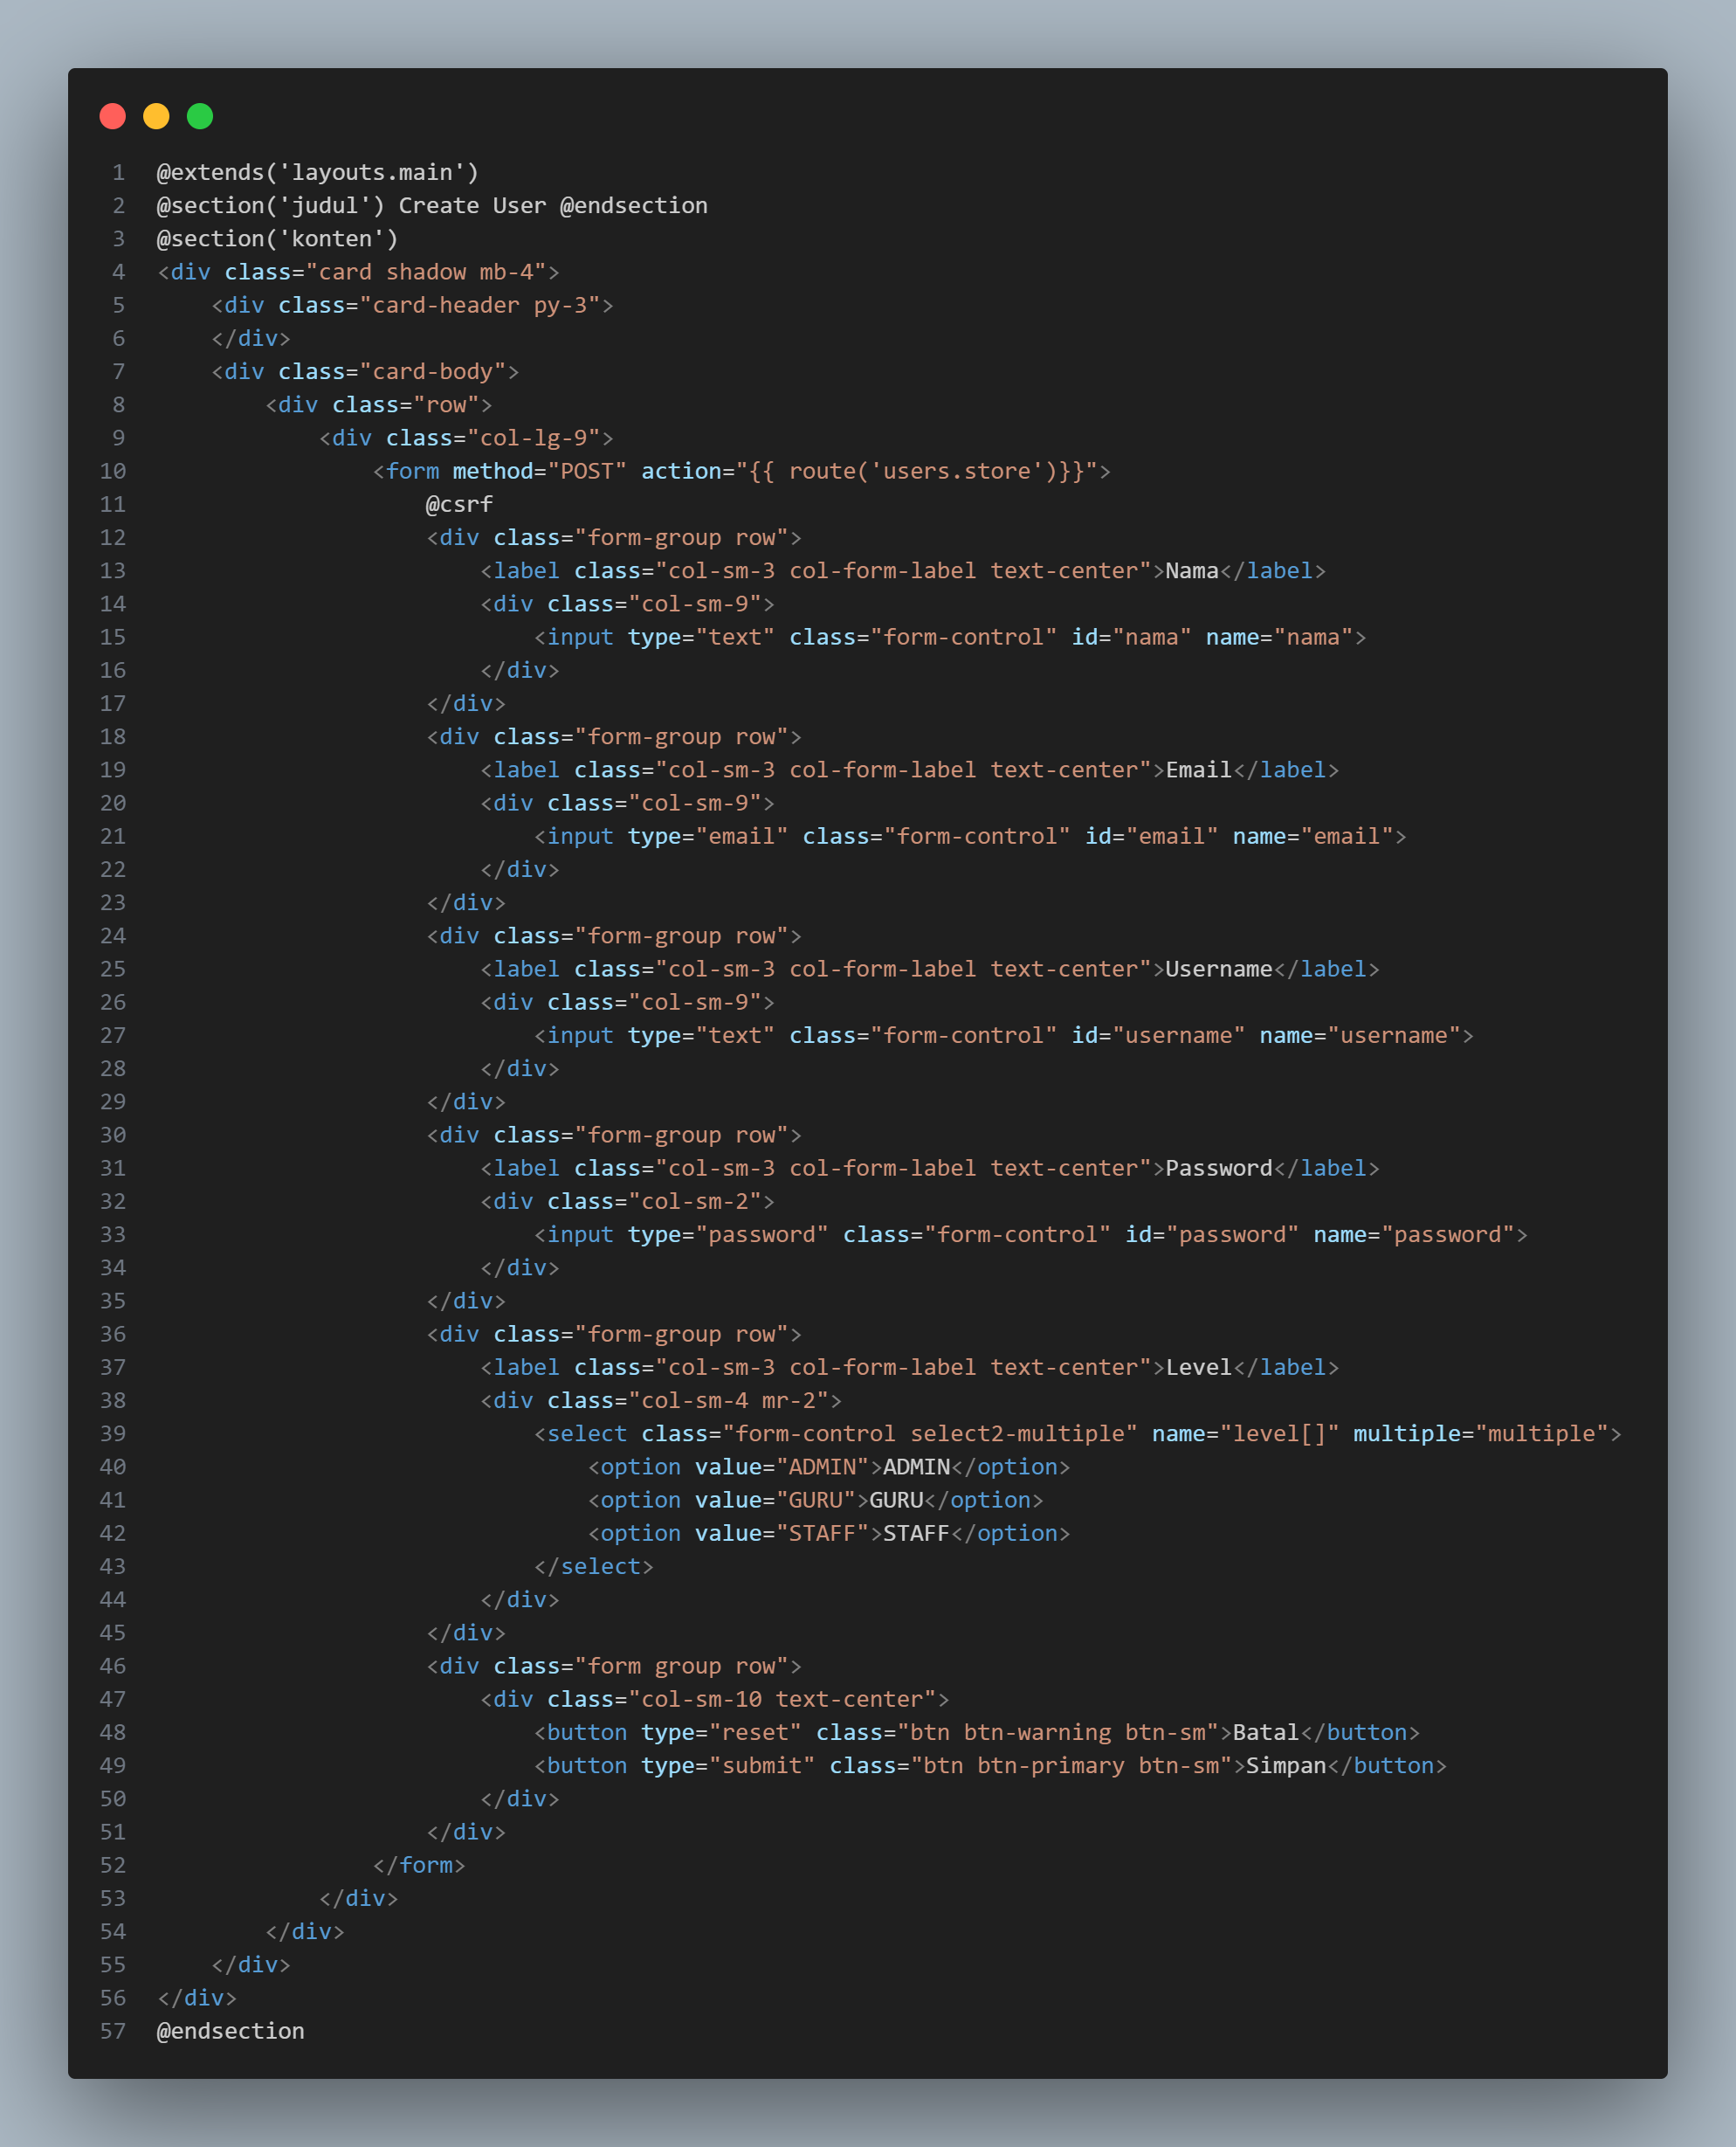 1 @extends('layouts.main')
2 @section('judul') Create User @endsection
3 @section('konten')
4 <div class="card shadow mb-4">
5     <div class="card-header py-3">
6     </div>
7     <div class="card-body">
8         <div class="row">
9             <div class="col-lg-9">
10                 <form method="POST" action="{{ route('users.store')}}">
11                     @csrf
12                     <div class="form-group row">
13                         <label class="col-sm-3 col-form-label text-center">Nama</label>
14                         <div class="col-sm-9">
15                             <input type="text" class="form-control" id="nama" name="nama">
16                         </div>
17                     </div>
18                     <div class="form-group row">
19                         <label class="col-sm-3 col-form-label text-center">Email</label>
20                         <div class="col-sm-9">
21                             <input type="email" class="form-control" id="email" name="email">
22                         </div>
23                     </div>
24                     <div class="form-group row">
25                         <label class="col-sm-3 col-form-label text-center">Username</label>
26                         <div class="col-sm-9">
27                             <input type="text" class="form-control" id="username" name="username">
28                         </div>
29                     </div>
30                     <div class="form-group row">
31                         <label class="col-sm-3 col-form-label text-center">Password</label>
32                         <div class="col-sm-2">
33                             <input type="password" class="form-control" id="password" name="password">
34                         </div>
35                     </div>
36                     <div class="form-group row">
37                         <label class="col-sm-3 col-form-label text-center">Level</label>
38                         <div class="col-sm-4 mr-2">
39                             <select class="form-control select2-multiple" name="level[]" multiple="multiple">
40                                 <option value="ADMIN">ADMIN</option>
41                                 <option value="GURU">GURU</option>
42                                 <option value="STAFF">STAFF</option>
43                             </select>
44                         </div>
45                     </div>
46                     <div class="form group row">
47                         <div class="col-sm-10 text-center">
48                             <button type="reset" class="btn btn-warning btn-sm">Batal</button>
49                             <button type="submit" class="btn btn-primary btn-sm">Simpan</button>
50                         </div>
51                     </div>
52                 </form>
53             </div>
54         </div>
55     </div>
56 </div>
57 @endsection